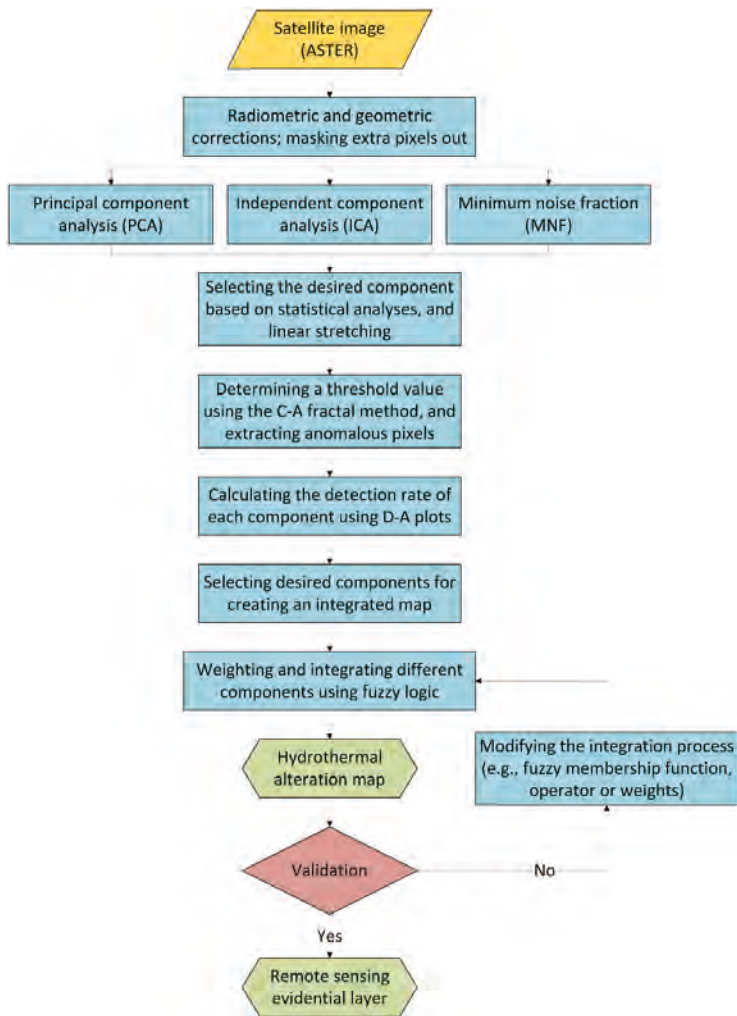 Satellite image
(ASTER)
Radiometric and geometric
corrections; masking extra pixels out
Principal component
analysis (PCA)
Independent component
analysis (ICA)
Minimum noise fraction
(MNF)
Selecting the desired component
based on statistical analyses, and
linear stretching
Determining a threshold value
using the C-A fractal method, and
extracting anomalous pixels
Calculating the detection rate of
each component using D-A plots
Selecting desired components for
creating an integrated map
Weighting and integrating different
components using fuzzy logic
Hydrothermal
alteration map
Modifying the integration process
(e.g., fuzzy membership function,
operator or weights)
Validation
No
Yes
Remote sensing
evidential layer